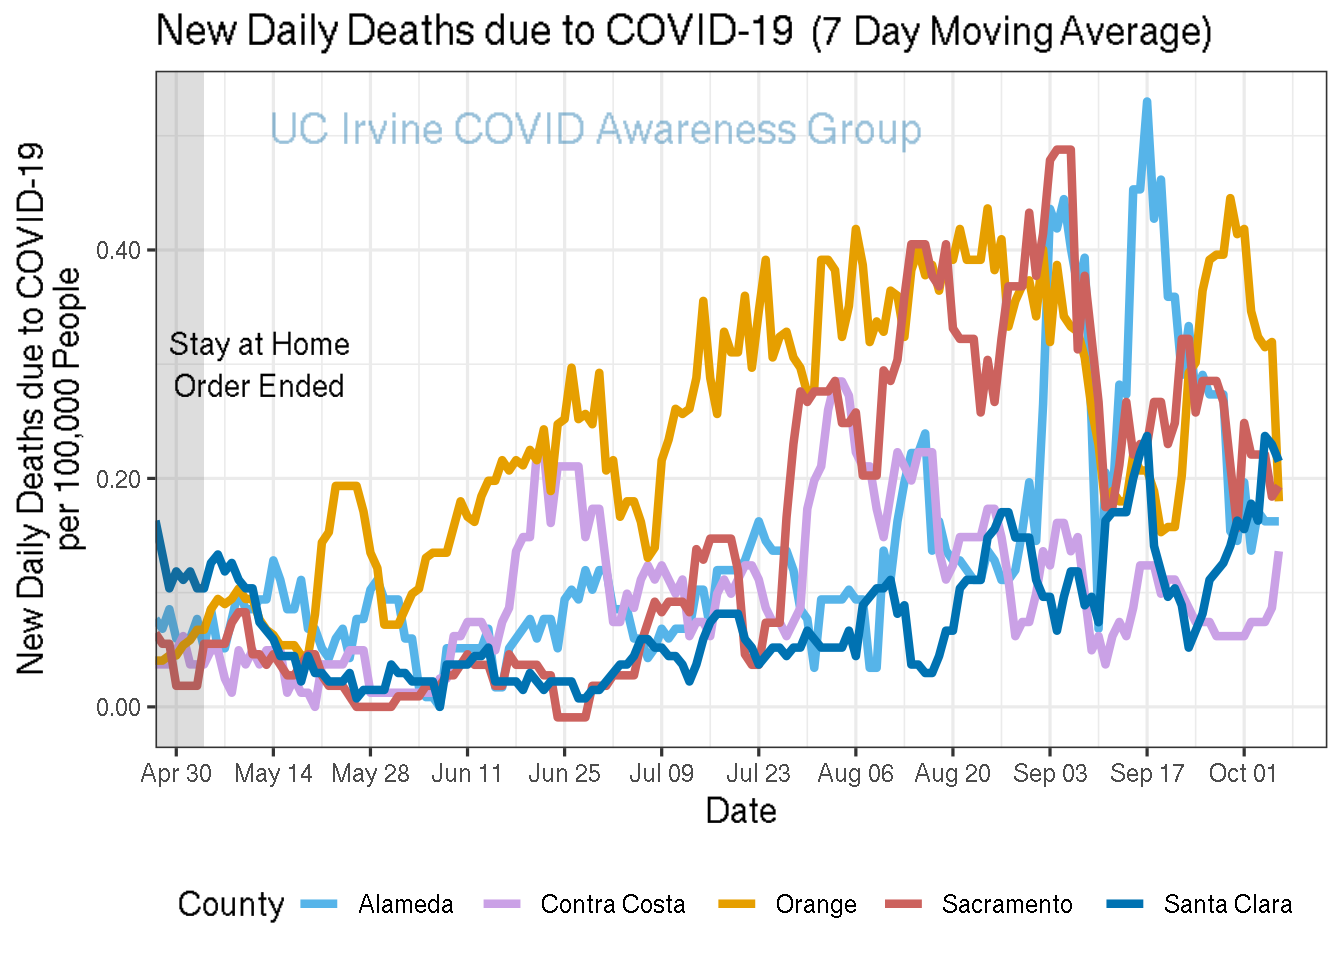 New Daily Deaths due to COVID-19 (7 Day Moving Average)
UC Irvine COVID Awareness Group
New Daily Deaths due to COVID-19
per 100,000 People
0.40
0.20
0.00
Stay at Home
Order Ended
Apr 30 May 14 May 28 Jun 11 Jun 25 Jul 09 Jul 23 Aug 06 Aug 20 Sep 03 Sep 17 Oct 01
Date
County Alameda Contra Costa Orange Sacramento Santa Clara